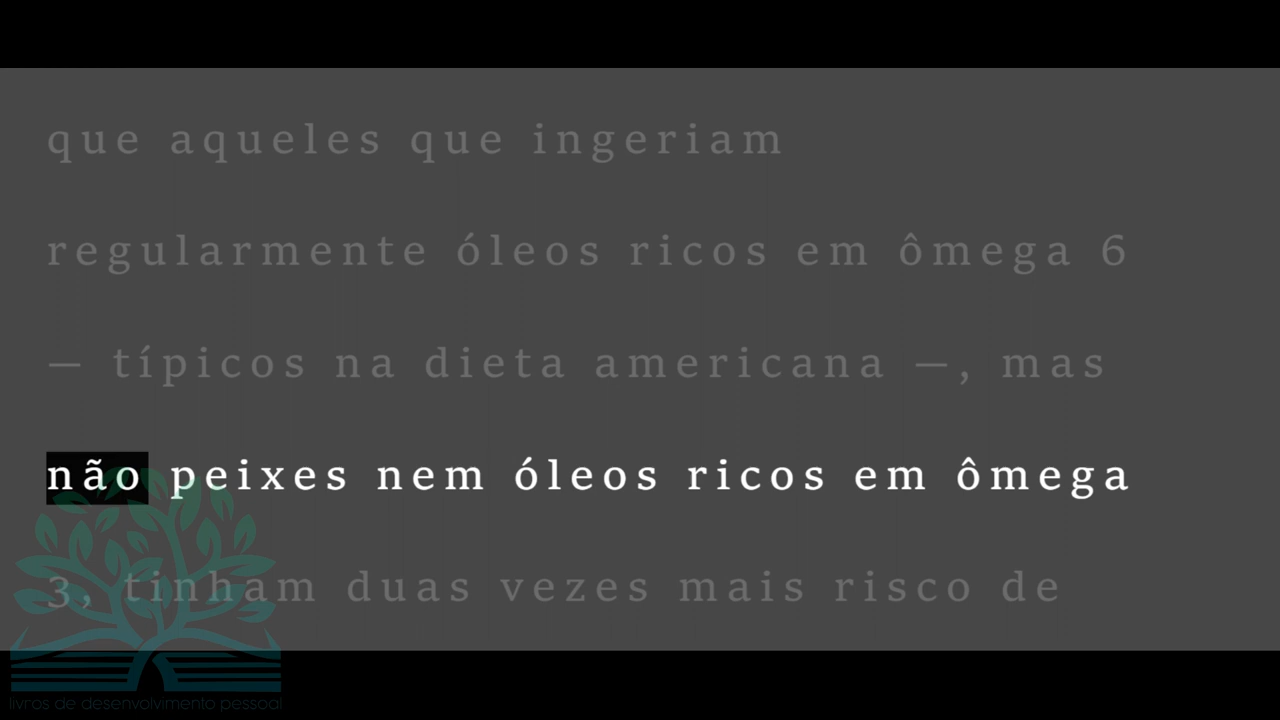 que aqueles que ingeriam
regularmente óleos ricos em ômega 6
— típicos na dieta americana —, mas
não peixes nem óleos ricos em ômega
3, tinham duas vezes mais risco de
livros de desenvolvimento pessoal